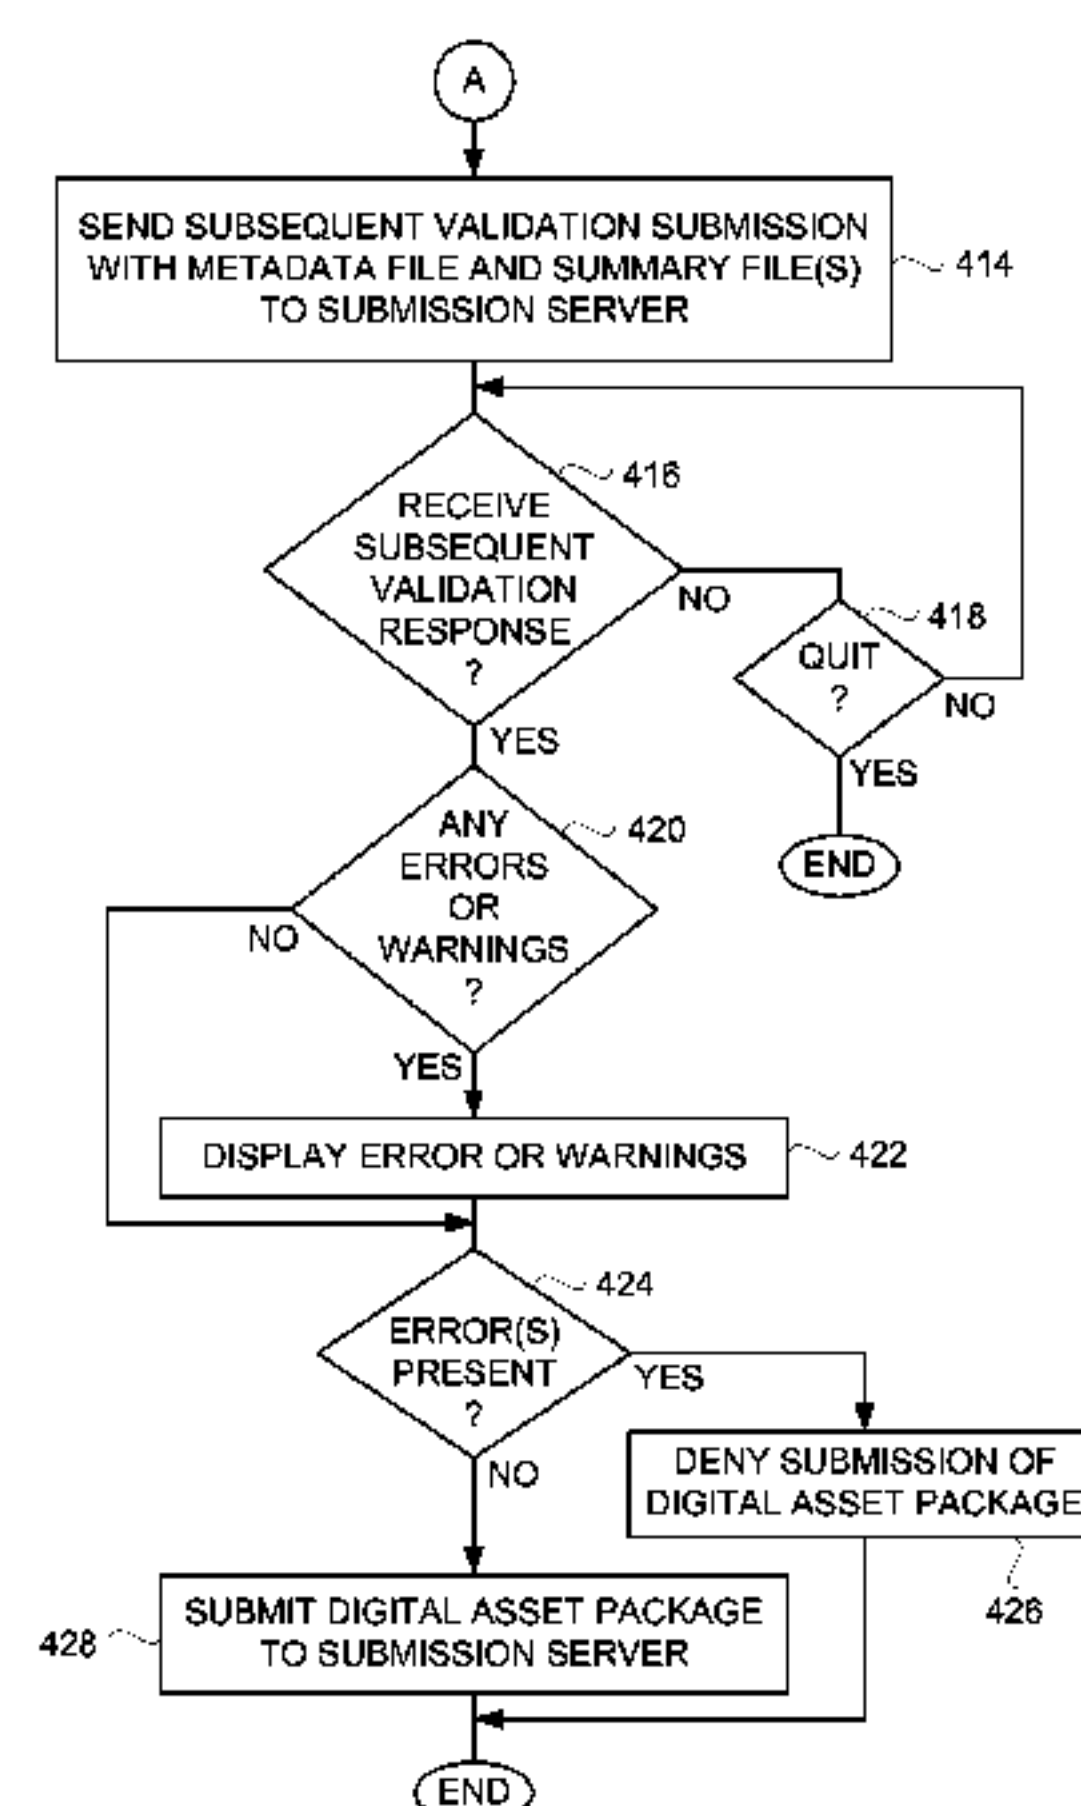 A
SEND SUBSEQUENT VALIDATION SUBMISSION
WITH METADATA FILE AND SUMMARY FILE(S)
TO SUBMISSION SERVER
414
416
RECEIVE
SUBSEQUENT
VALIDATION
RESPONSE
?
NO
418
QUIT
?
NO
YES
YES
END
420
ANY
ERRORS
OR
WARNINGS
?
NO
YES
DISPLAY ERROR OR WARNINGS
422
424
ERROR(S)
PRESENT
?
YES
NO
DENY SUBMISSION OF
DIGITAL ASSET PACKAGE
426
SUBMIT DIGITAL ASSET PACKAGE
TO SUBMISSION SERVER
428
END